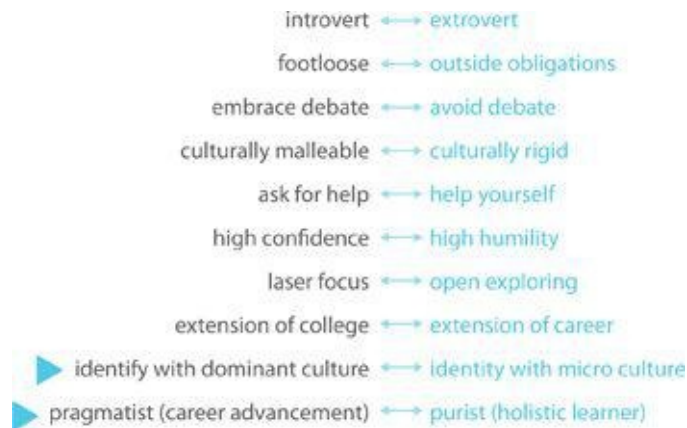 introvert ↔ extrovert
footloose ↔ outside obligations
embrace debate ↔ avoid debate
culturally malleable ↔ culturally rigid
ask for help ↔ help yourself
high confidence ↔ high humility
laser focus ↔ open exploring
extension of college ↔ extension of career
identify with dominant culture ↔ identity with micro culture
pragmatist (career advancement) ↔ purist (holistic learner)